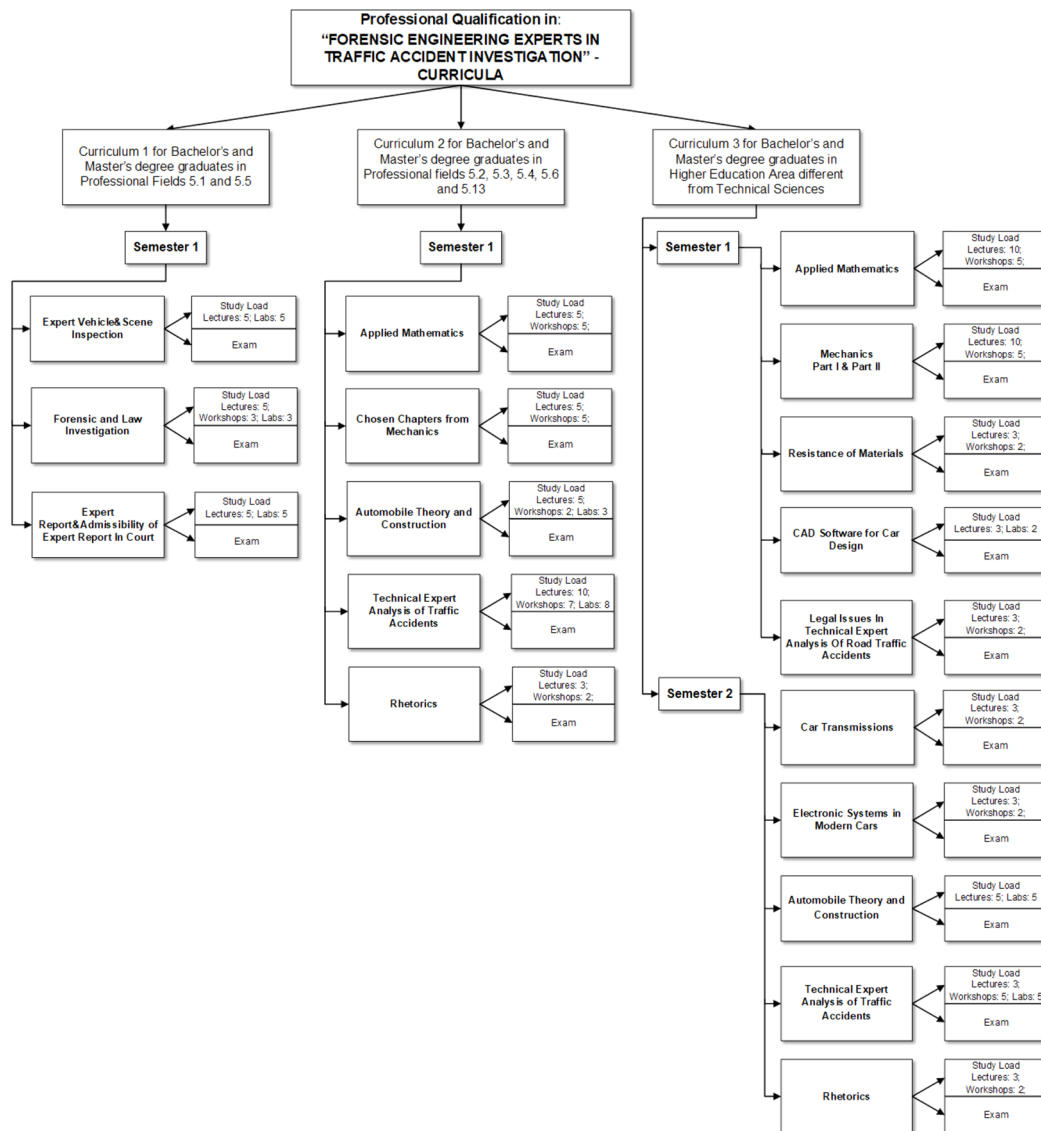 Professional Qualification in:
“FORENSIC ENGINEERING EXPERTS IN
TRAFFIC ACCIDENT INVESTIGATION” -
CURRICULA
Curriculum 1 for Bachelor’s and
Master’s degree graduates in
Professional Fields 5.1 and 5.5
Semester 1
Expert Vehicle&Scene
Inspection
Study Load
Lectures: 5; Labs: 5
Exam
Forensic and Law
Investigation
Study Load
Lectures: 5;
Workshops: 3; Labs: 3
Exam
Expert
Report&Admissibility of
Expert Report In Court
Study Load
Lectures: 5; Labs: 5
Exam
Curriculum 2 for Bachelor’s and
Master’s degree graduates in
Professional fields 5.2, 5.3, 5.4, 5.6
and 5.13
Semester 1
Applied Mathematics
Study Load
Lectures: 5;
Workshops: 5;
Exam
Chosen Chapters from
Mechanics
Study Load
Lectures: 5;
Workshops: 5;
Exam
Automobile Theory and
Construction
Study Load
Lectures: 5;
Workshops: 2; Labs: 3
Exam
Technical Expert
Analysis of Traffic
Accidents
Study Load
Lectures: 10;
Workshops: 7; Labs: 8
Exam
Rhetorics
Study Load
Lectures: 3;
Workshops: 2;
Exam
Curriculum 3 for Bachelor’s and
Master’s degree graduates in
Higher Education Area different
from Technical Sciences
Semester 1
Applied Mathematics
Study Load
Lectures: 10;
Workshops: 5;
Exam
Mechanics
Part I & Part II
Study Load
Lectures: 10;
Workshops: 5;
Exam
Resistance of Materials
Study Load
Lectures: 3;
Workshops: 2;
Exam
CAD Software for Car
Design
Study Load
Lectures: 3; Labs: 2
Exam
Legal Issues In
Technical Expert
Analysis Of Road Traffic
Accidents
Study Load
Lectures: 3;
Workshops: 2;
Exam
Semester 2
Car Transmissions
Study Load
Lectures: 3;
Workshops: 2;
Exam
Electronic Systems in
Modern Cars
Study Load
Lectures: 3;
Workshops: 2;
Exam
Automobile Theory and
Construction
Study Load
Lectures: 5; Labs: 5
Exam
Technical Expert
Analysis of Traffic
Accidents
Study Load
Lectures: 3;
Workshops: 5; Labs: 5
Exam
Rhetorics
Study Load
Lectures: 3;
Workshops: 2;
Exam